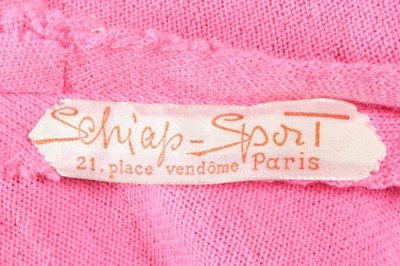 Schiap-Sport
21. place vendôme Paris